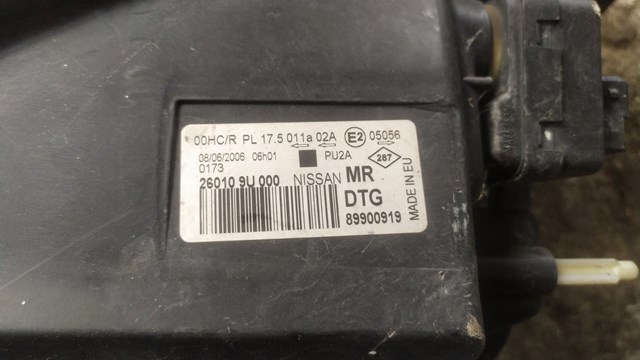 00HC/R PL 17.5 011a 02A E2 05056
08/06/2006 06h01 PU2A 287
0173
26010 9U 000 NISSAN MR
DTG
89900919
MADE IN EU